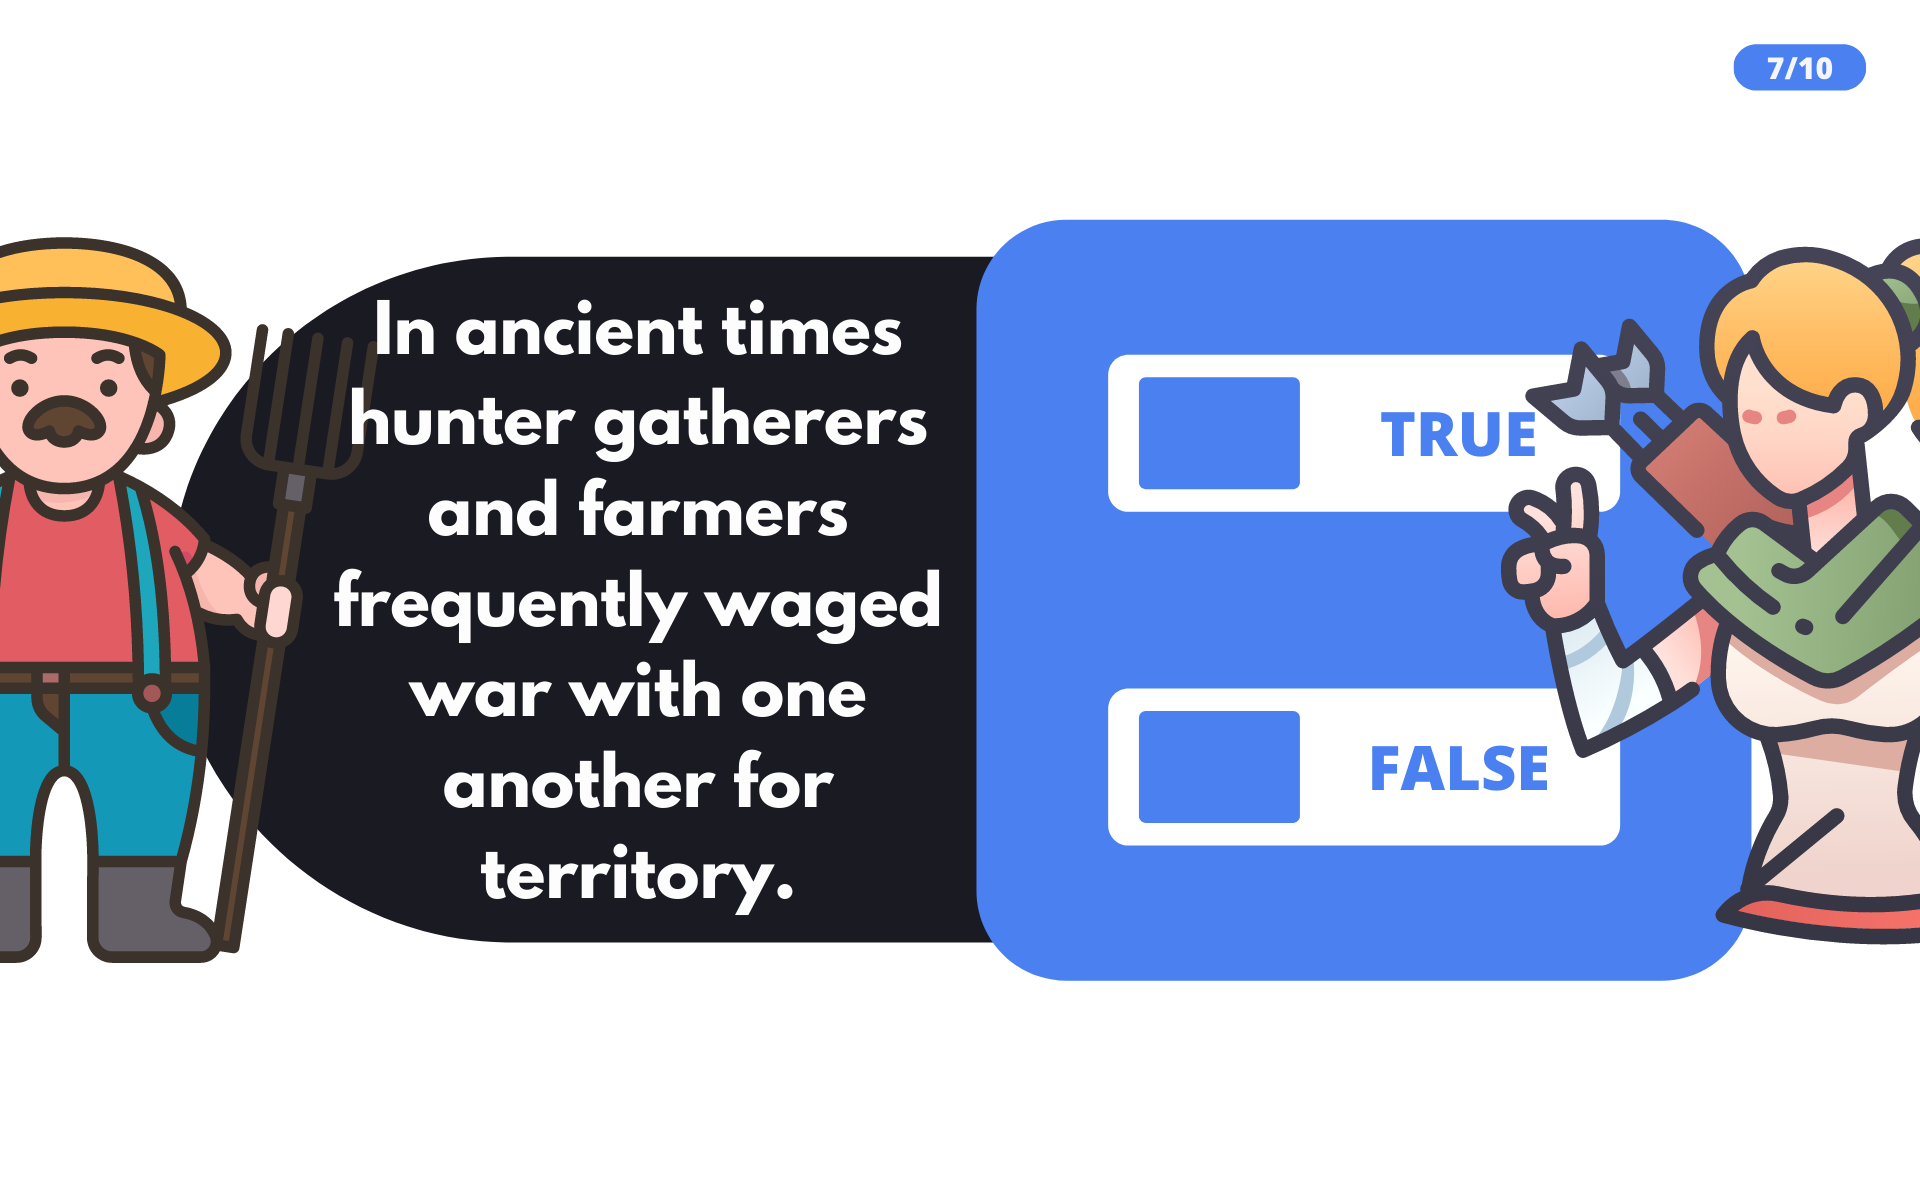 7/10
In ancient times
hunter gatherers
and farmers
frequently waged
war with one
another for
territory.
TRUE
FALSE